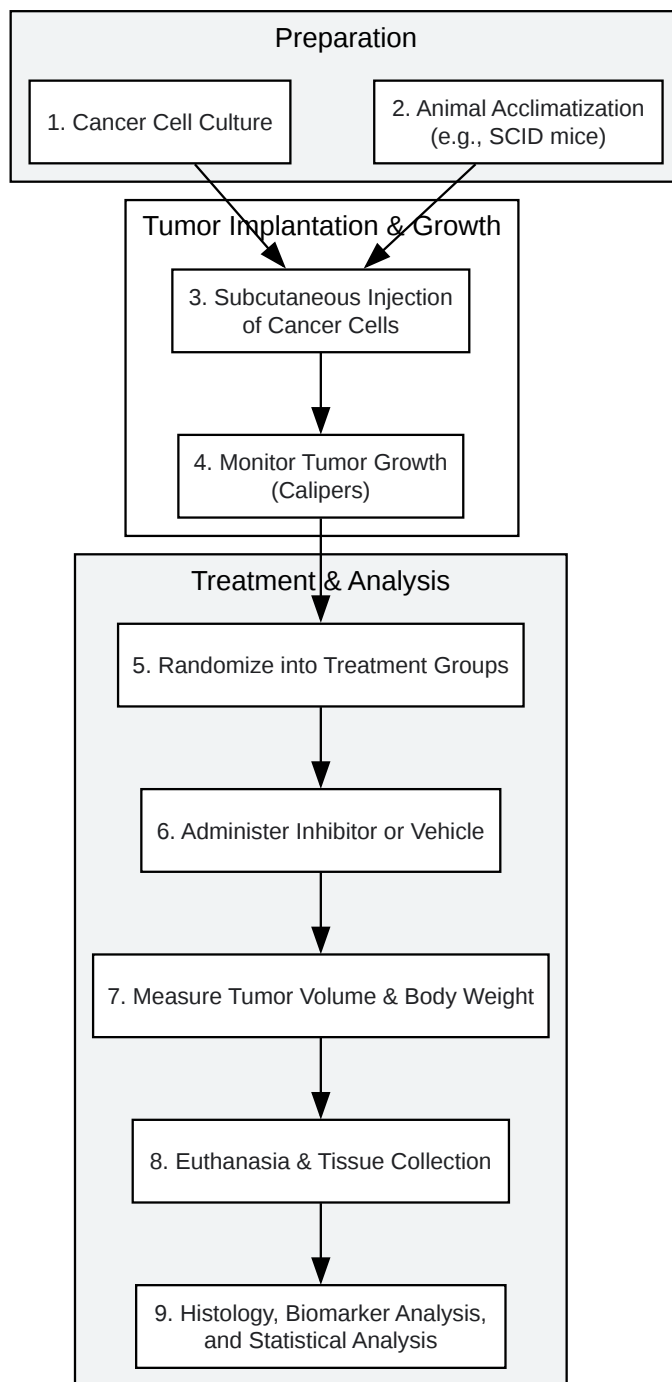 Preparation
1. Cancer Cell Culture
2. Animal Acclimatization
(e.g., SCID mice)
Tumor Implantation & Growth
3. Subcutaneous Injection
of Cancer Cells
4. Monitor Tumor Growth
(Calipers)
Treatment & Analysis
5. Randomize into Treatment Groups
6. Administer Inhibitor or Vehicle
7. Measure Tumor Volume & Body Weight
8. Euthanasia & Tissue Collection
9. Histology, Biomarker Analysis,
and Statistical Analysis